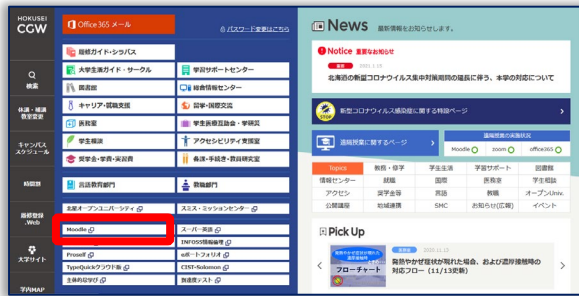 HOKUSEI
CGW
検索
休講・補講
教室変更
キャンパス
スケジュール
時間割
履修登録
.Web
大学サイト
学内MAP
Office 365 メール
パスワード変更はこちら
履修ガイド・シラバス
大学生活ガイド・サークル
学習サポートセンター
図書館
総合情報センター
キャリア・就職支援
留学・国際交流
医務室
学生医療互助会・学研災
学生相談
アクセシビリティ支援室
奨学金・学費・実習費
各課・手続き・教員研究室
言語教育部門
教職部門
北星オープンユニバーシティ
スミス・ミッションセンター
Moodle
スーパー英語
INFOSS情報倫理
Proself
eポートフォリオ
TypeQuickクラウド版
CIST-Solomon
主体的な学び
到達度テスト
News 最新情報をお知らせします。
Notice 重要なお知らせ
重要 2021.1.15
北海道の新型コロナウイルス集中対策期間の延長に伴う、本学の対応について
STOP
新型コロナウイルス感染症に関する特設ページ
遠隔授業に関するページ
遠隔授業の実施状況
Moodle
zoom
office365
Topics 教務・修学 学生生活 学習サポート 図書館
情報センター 就職 国際 医務室 学生相談
アクセシ 奨学金等 言語 教職 オープンUniv.
公開講座 地域連携 SMC お知らせ(広報) イベント
Pick Up
フローチャート
2020.11.13
発熱やかぜ症状が現れた場合、および濃厚接触時の
対応フロー（11/13更新）